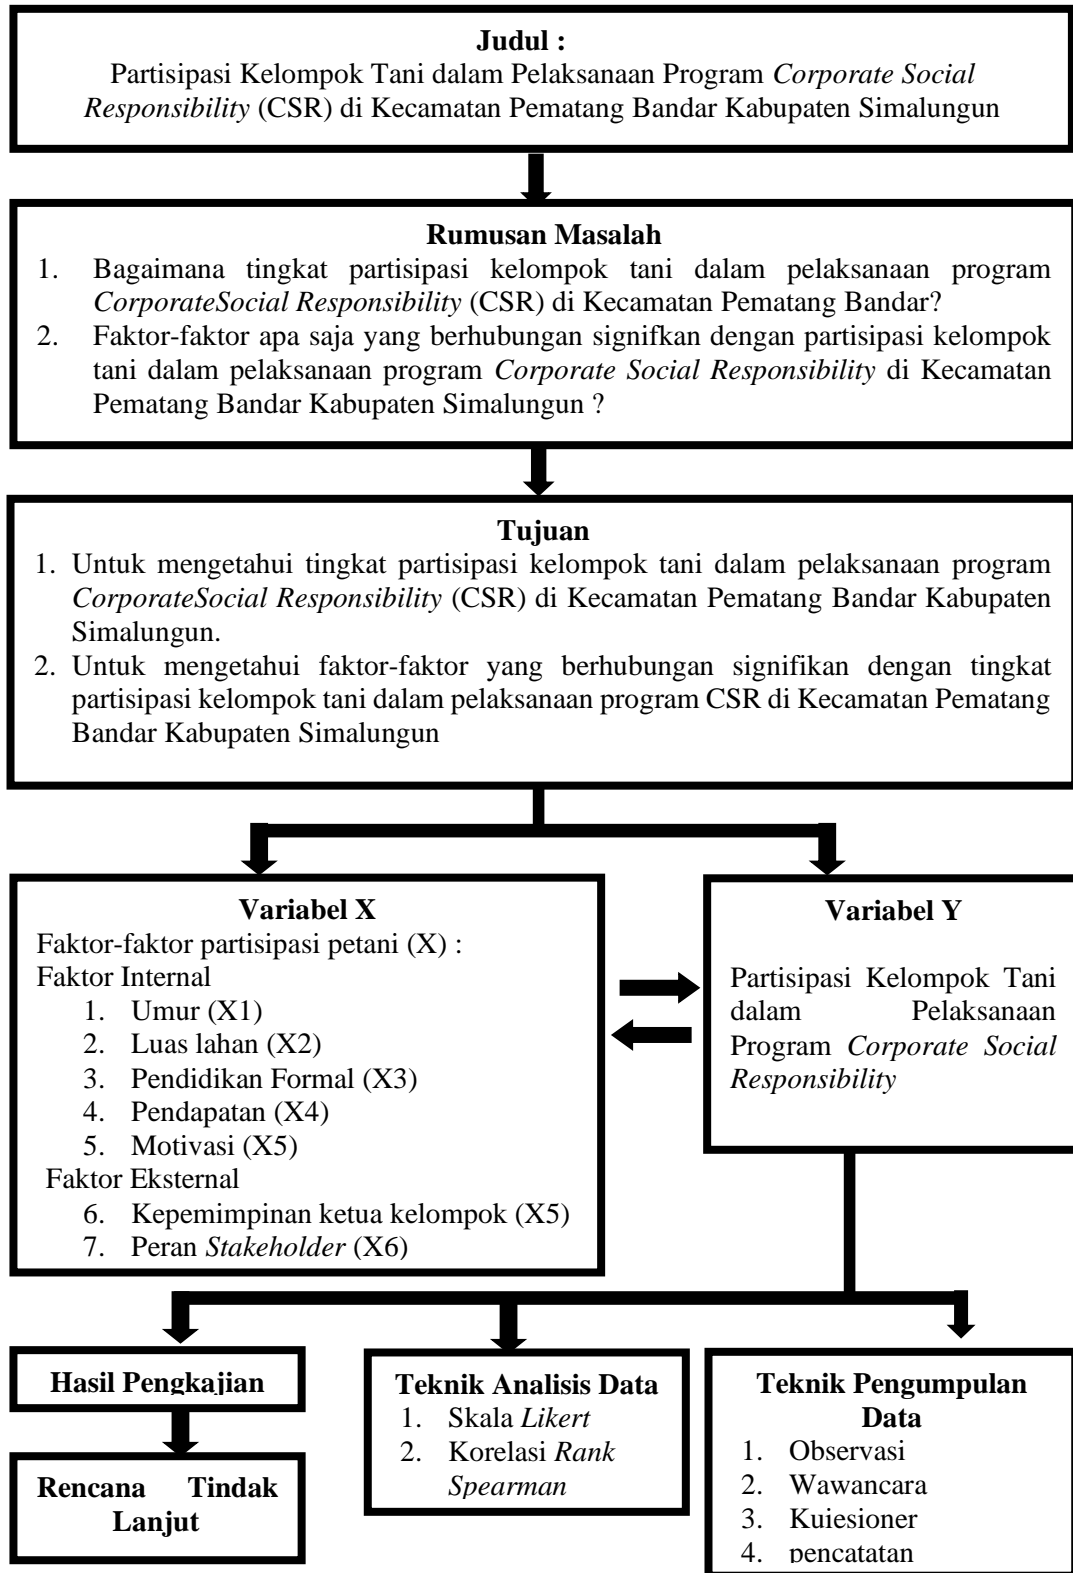 Judul :
Partisipasi Kelompok Tani dalam Pelaksanaan Program Corporate Social
Responsibility (CSR) di Kecamatan Pematang Bandar Kabupaten Simalungun
Rumusan Masalah
1. Bagaimana tingkat partisipasi kelompok tani dalam pelaksanaan program
CorporateSocial Responsibility (CSR) di Kecamatan Pematang Bandar?
2. Faktor-faktor apa saja yang berhubungan signifkan dengan partisipasi kelompok
tani dalam pelaksanaan program Corporate Social Responsibility di Kecamatan
Pematang Bandar Kabupaten Simalungun ?
Tujuan
1. Untuk mengetahui tingkat partisipasi kelompok tani dalam pelaksanaan program
CorporateSocial Responsibility (CSR) di Kecamatan Pematang Bandar Kabupaten
Simalungun.
2. Untuk mengetahui faktor-faktor yang berhubungan signifikan dengan tingkat
partisipasi kelompok tani dalam pelaksanaan program CSR di Kecamatan Pematang
Bandar Kabupaten Simalungun
Variabel X
Faktor-faktor partisipasi petani (X) :
Faktor Internal
1. Umur (X1)
2. Luas lahan (X2)
3. Pendidikan Formal (X3)
4. Pendapatan (X4)
5. Motivasi (X5)
Faktor Eksternal
6. Kepemimpinan ketua kelompok (X5)
7. Peran Stakeholder (X6)
Variabel Y
Partisipasi Kelompok Tani
dalam Pelaksanaan
Program Corporate Social
Responsibility
Hasil Pengkajian
Rencana Tindak
Lanjut
Teknik Analisis Data
1. Skala Likert
2. Korelasi Rank
Spearman
Teknik Pengumpulan
Data
1. Observasi
2. Wawancara
3. Kuiesioner
4. pencatatan